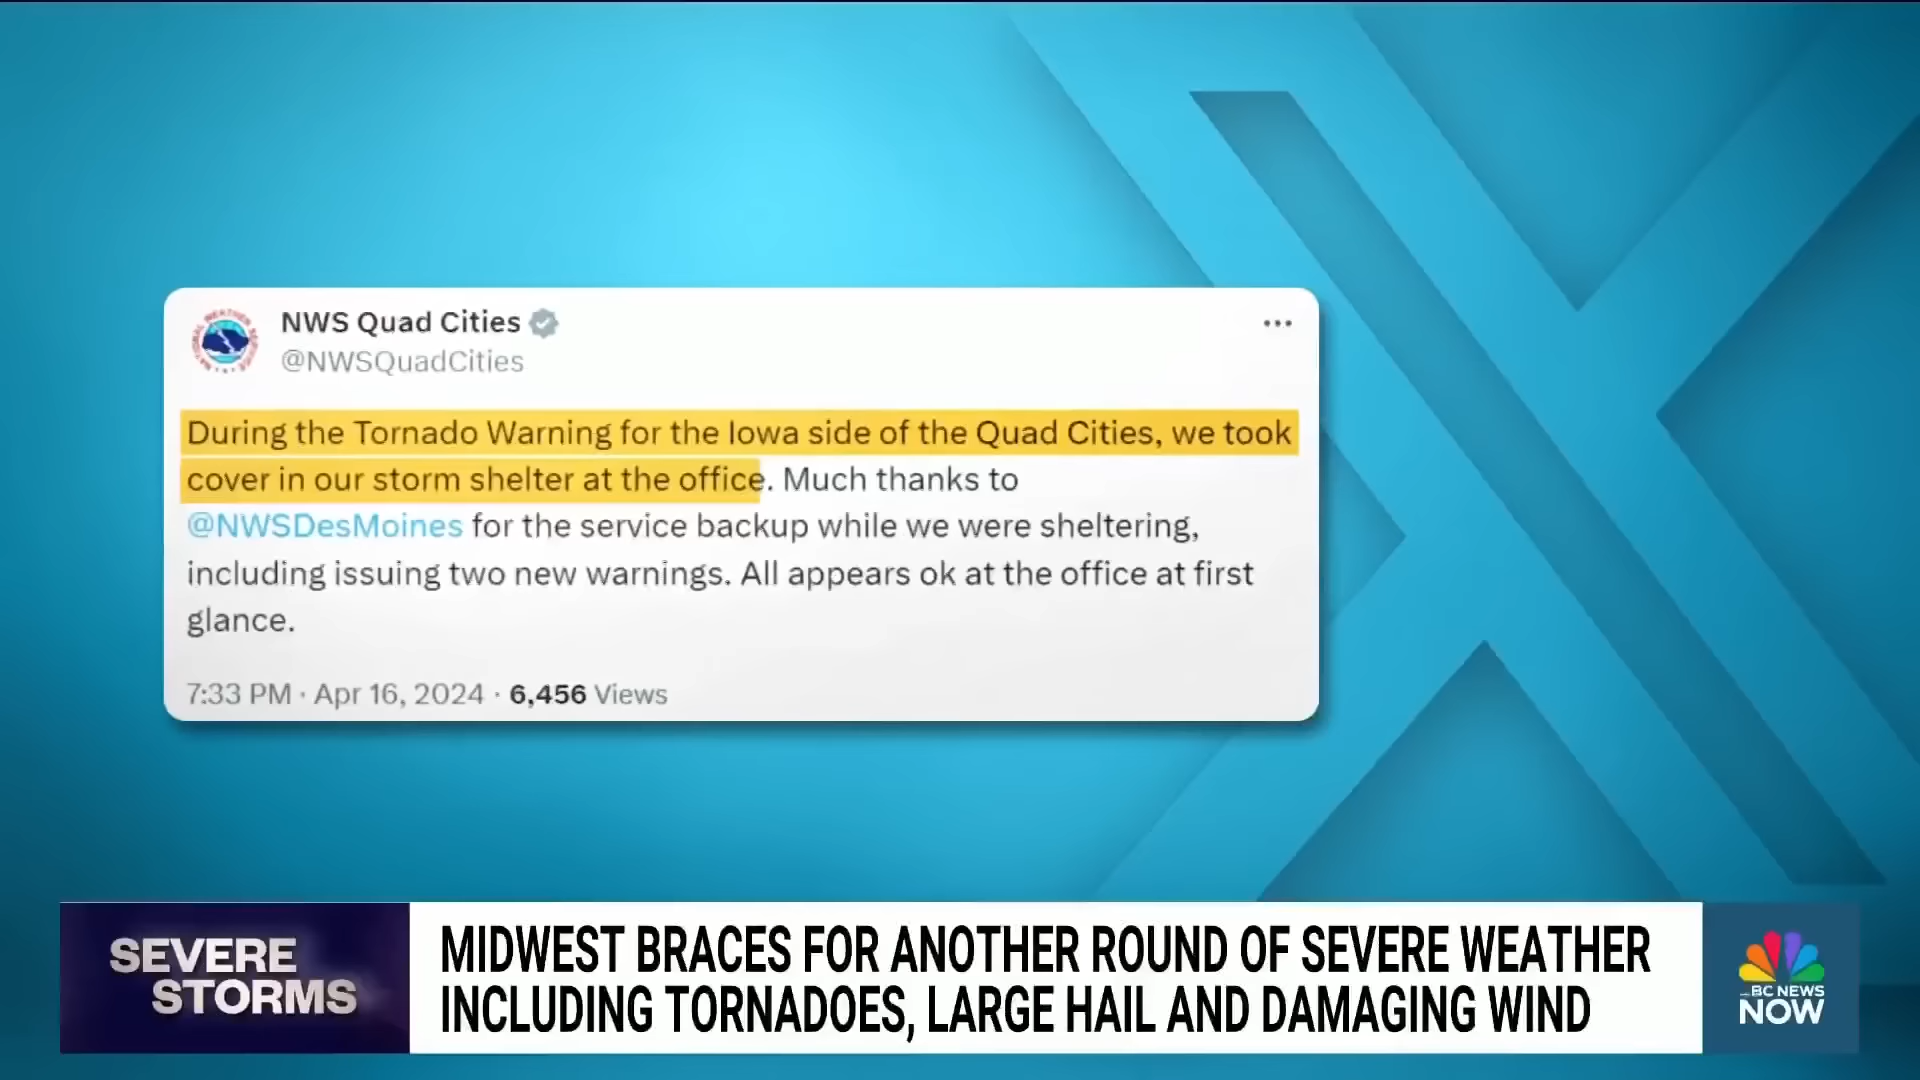 NWS Quad Cities
@NWSQuadCities
During the Tornado Warning for the Iowa side of the Quad Cities, we took
cover in our storm shelter at the office. Much thanks to
@NWSDesMoines for the service backup while we were sheltering,
including issuing two new warnings. All appears ok at the office at first
glance.
7:33 PM · Apr 16, 2024 · 6,456 Views
SEVERE
STORMS
MIDWEST BRACES FOR ANOTHER ROUND OF SEVERE WEATHER
INCLUDING TORNADOES, LARGE HAIL AND DAMAGING WIND
BC NEWS
NOW